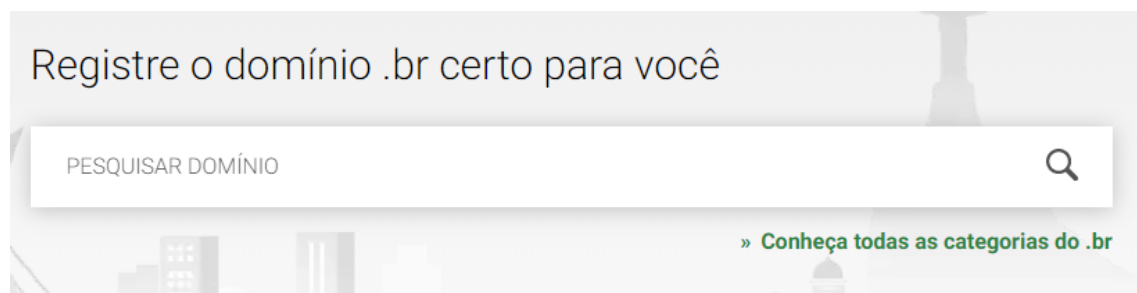 Registre o domínio .br certo para você
PESQUISAR DOMÍNIO
» Conheça todas as categorias do .br